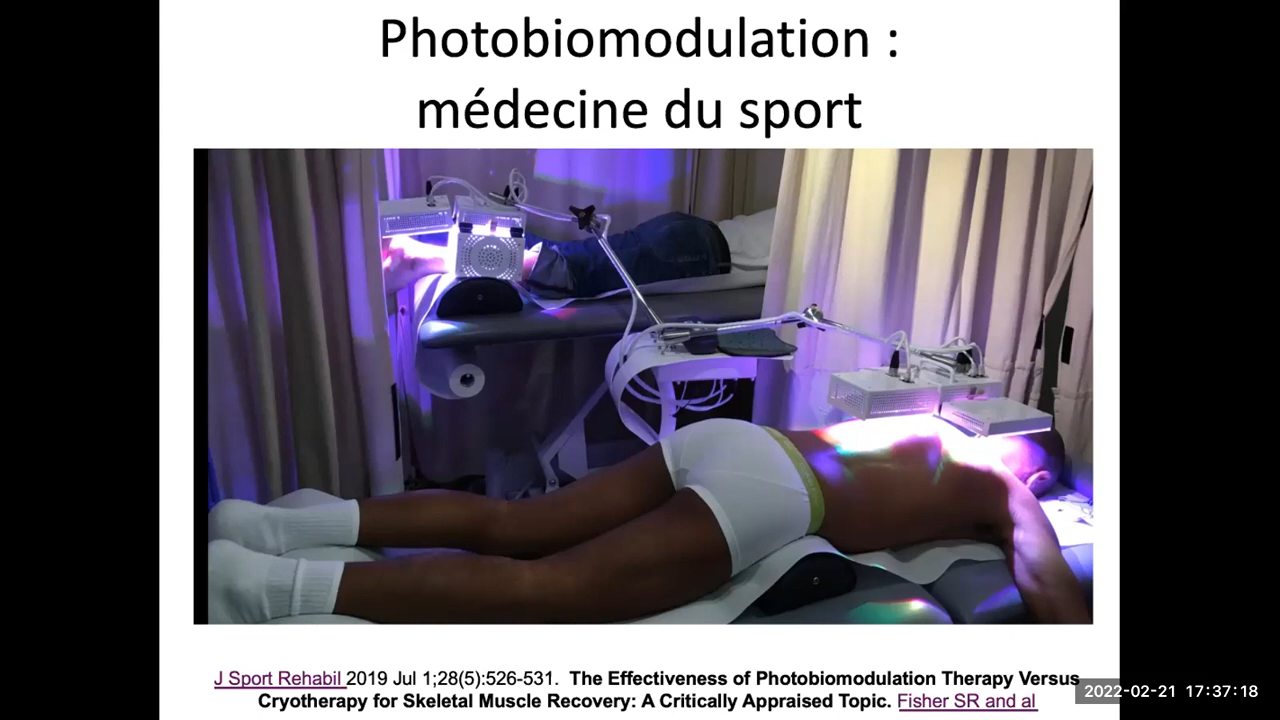 Photobiomodulation :
médecine du sport
J Sport Rehabil 2019 Jul 1;28(5):526-531. The Effectiveness of Photobiomodulation Therapy Versus
Cryotherapy for Skeletal Muscle Recovery: A Critically Appraised Topic. Fisher SR and al
2022-02-21 17:37:18